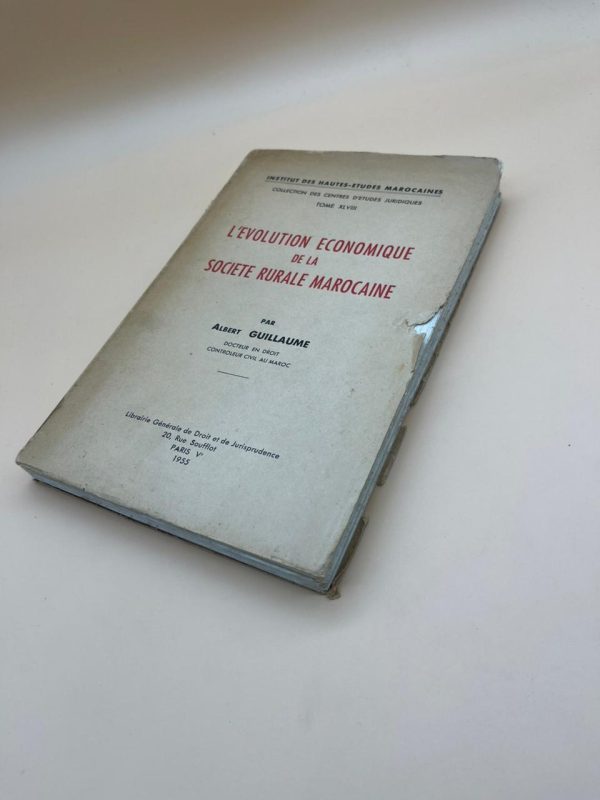 INSTITUT DES HAUTES-ETUDES MAROCAINES
COLLECTION DES CENTRES D'ETUDES JURIDIQUES
TOME XLVIII
L'EVOLUTION ECONOMIQUE
DE LA
SOCIETE RURALE MAROCAINE
PAR
ALBERT GUILLAUME
DOCTEUR EN DROIT
CONTROLEUR CIVIL AU MAROC
Librairie Générale de Droit et de Jurisprudence
20, Rue Soufflot
PARIS Vᵉ
1955